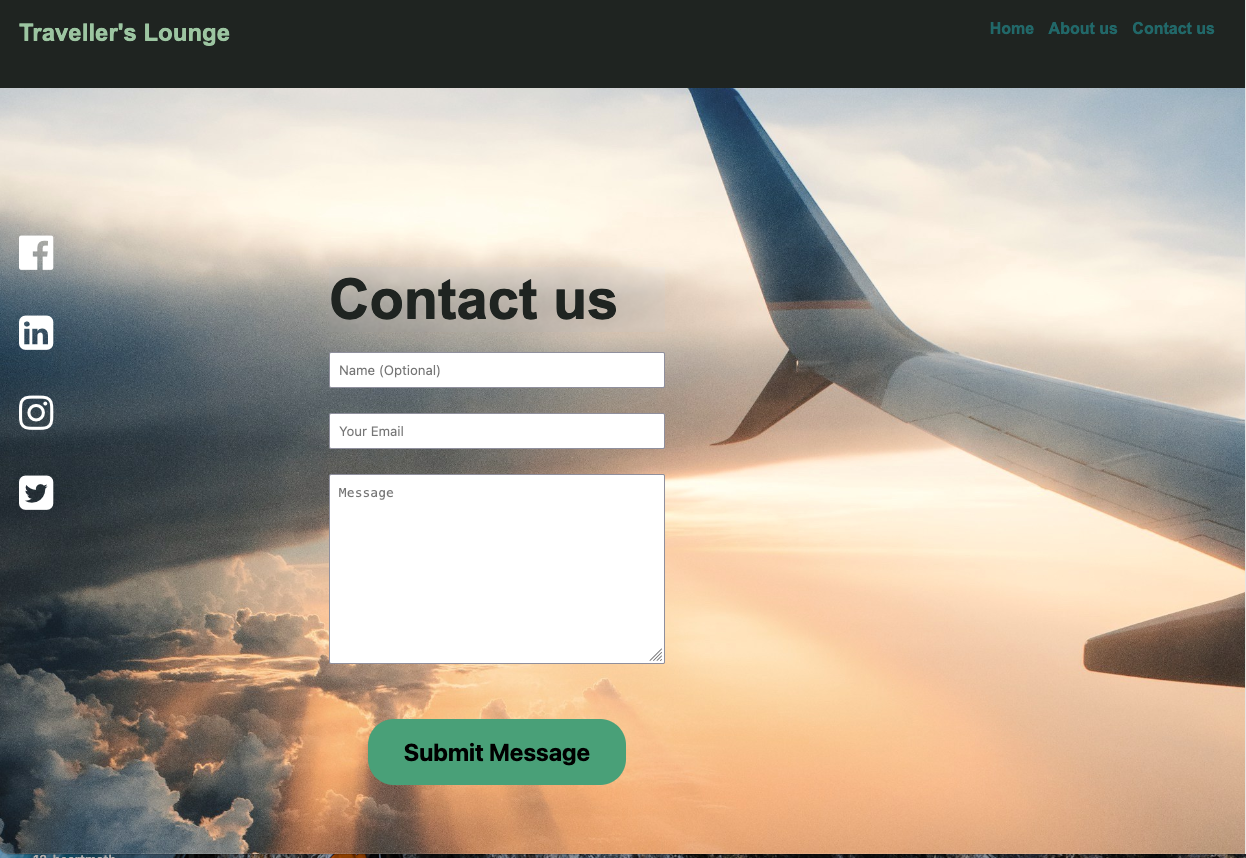 Traveller's Lounge
Home About us Contact us
Contact us
Name (Optional)
Your Email
Message
Submit Message